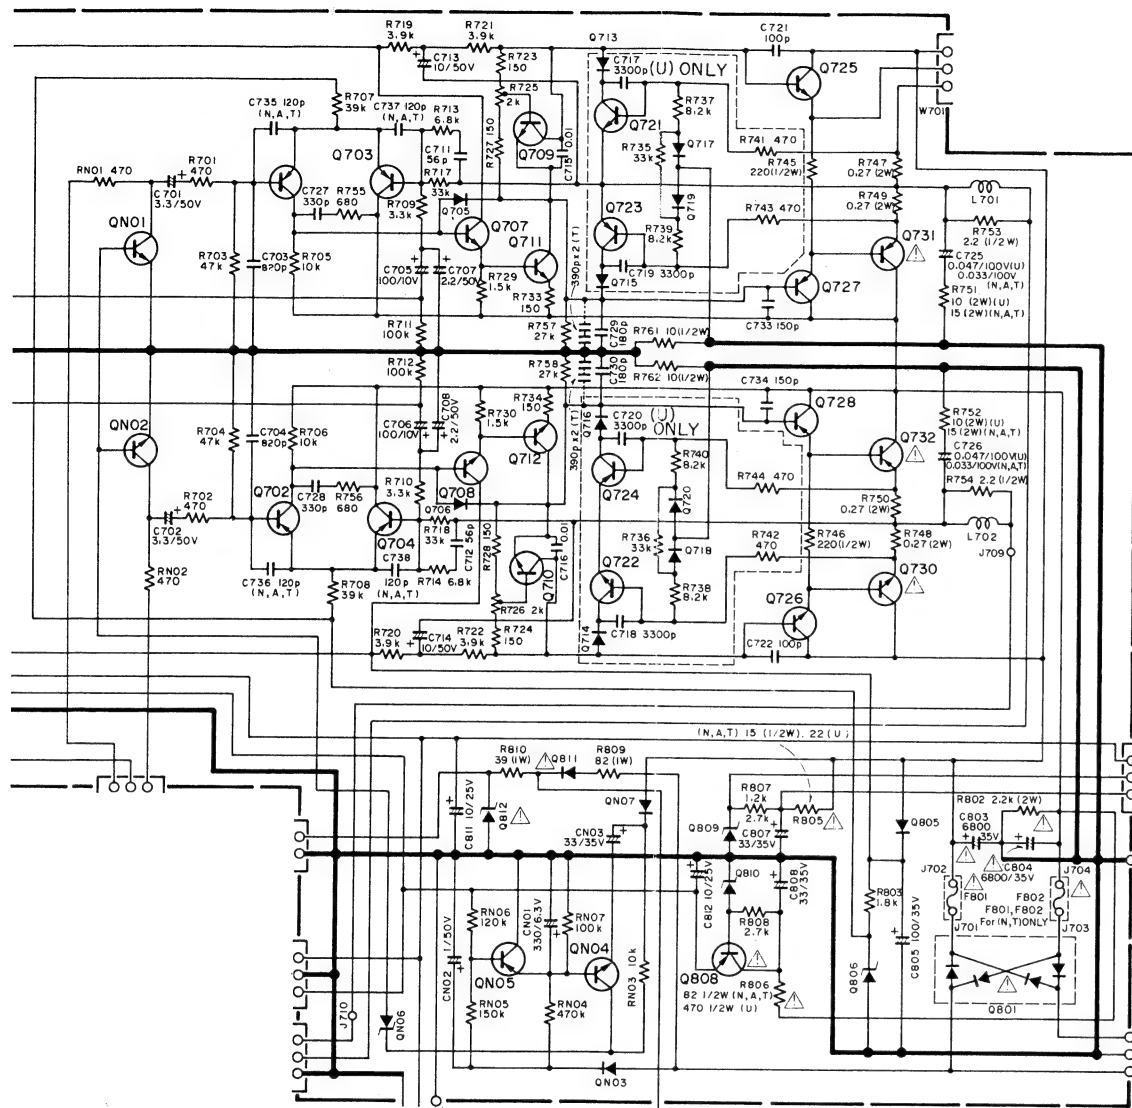 R719
3.9k
R721
3.9k
C713
10/50V
R723
150
R725
2k
Q713
C717
3300p
(U) ONLY
C721
100p
Q725
W701
C735 120p
(N,A,T)
R707
39k
C737 120p
(N,A,T)
R713
6.8k
C711
56p
R727 150
Q709
C715 0.01
Q721
R737
8.2k
Q717
R735
33k
R741 470
R745
220(1/2W)
R747
0.27 (2W)
R749
0.27 (2W)
L701
RN01 470
R701
470
C701
3.3/50V
Q703
C727
330p
R755
680
R717
33k
R709
3.3k
Q705
Q707
Q711
Q723
Q719
R739
8.2k
R743 470
Q731
R753
2.2 (1/2W)
QN01
R703
47k
C703
820p
R705
10k
C705
100/10V
C707
2.2/50V
R729
1.5k
R733
150
390p x 2 (T)
C719 3300p
Q715
Q727
C733 150p
C725
0.047/100V(U)
0.033/100V
(N,A,T)
R751
10 (2W)(U)
15 (2W)(N,A,T)
R711
100k
R757
27k
C729
180p
R761 10(1/2W)
R712
100k
R758
27k
C730
180p
R762 10(1/2W)
C734 150p
Q728
QN02
R704
47k
C704
820p
R706
10k
C706
100/10V
C708
2.2/50V
R730
1.5k
R734
150
Q712
390p x 2 (T)
Q716
C720
3300p
(U)
ONLY
R740
8.2k
Q720
R744 470
Q732
R752
10(2W)(U)
15(2W)(N,A,T)
C726
0.047/100V(U)
0.033/100V(N,A,T)
R754 2.2 (1/2W)
R702
470
C702
3.3/50V
Q702
C728
330p
R756
680
R710
3.3k
Q708
Q706
R718
33k
C712 56p
R728 150
Q724
R736
33k
Q718
R742
470
R746
220(1/2W)
R750
0.27 (2W)
R748
0.27 (2W)
L702
J709
RN02
470
C736 120p
(N,A,T)
R708
39k
Q704
C738
120p
(N,A,T)
R714 6.8k
Q710
C716 0.01
Q722
R738
8.2k
Q730
R726 2k
R724
150
R720
3.9k
C714
10/50V
R722
3.9k
Q714
C718 3300p
Q726
C722 100p
(N,A,T) 15 (1/2W). 22(U)
R810
39 (1W)
Q811
R809
82 (1W)
C811 10/25V
Q812
QN07
CN03
33/35V
R807
1.2k
2.7k
R805
Q809
C807
33/35V
Q805
R802 2.2k (2W)
C803
6800
35V
C804
6800/35V
J702
J704
F801
F802
F801, F802
For (N,T) ONLY
J701
J703
C812 10/25V
Q810
C808
33/35V
R808
2.7k
R803
1.8k
C805 100/35V
RN06
120k
CN01
330/6.3V
RN07
100k
QN04
CN02 1/50V
QN05
RN03 10k
Q808
82 1/2W (N,A,T)
470 1/2W (U)
R806
Q806
Q801
J710
QN06
RN05
150k
RN04
470k
QN03